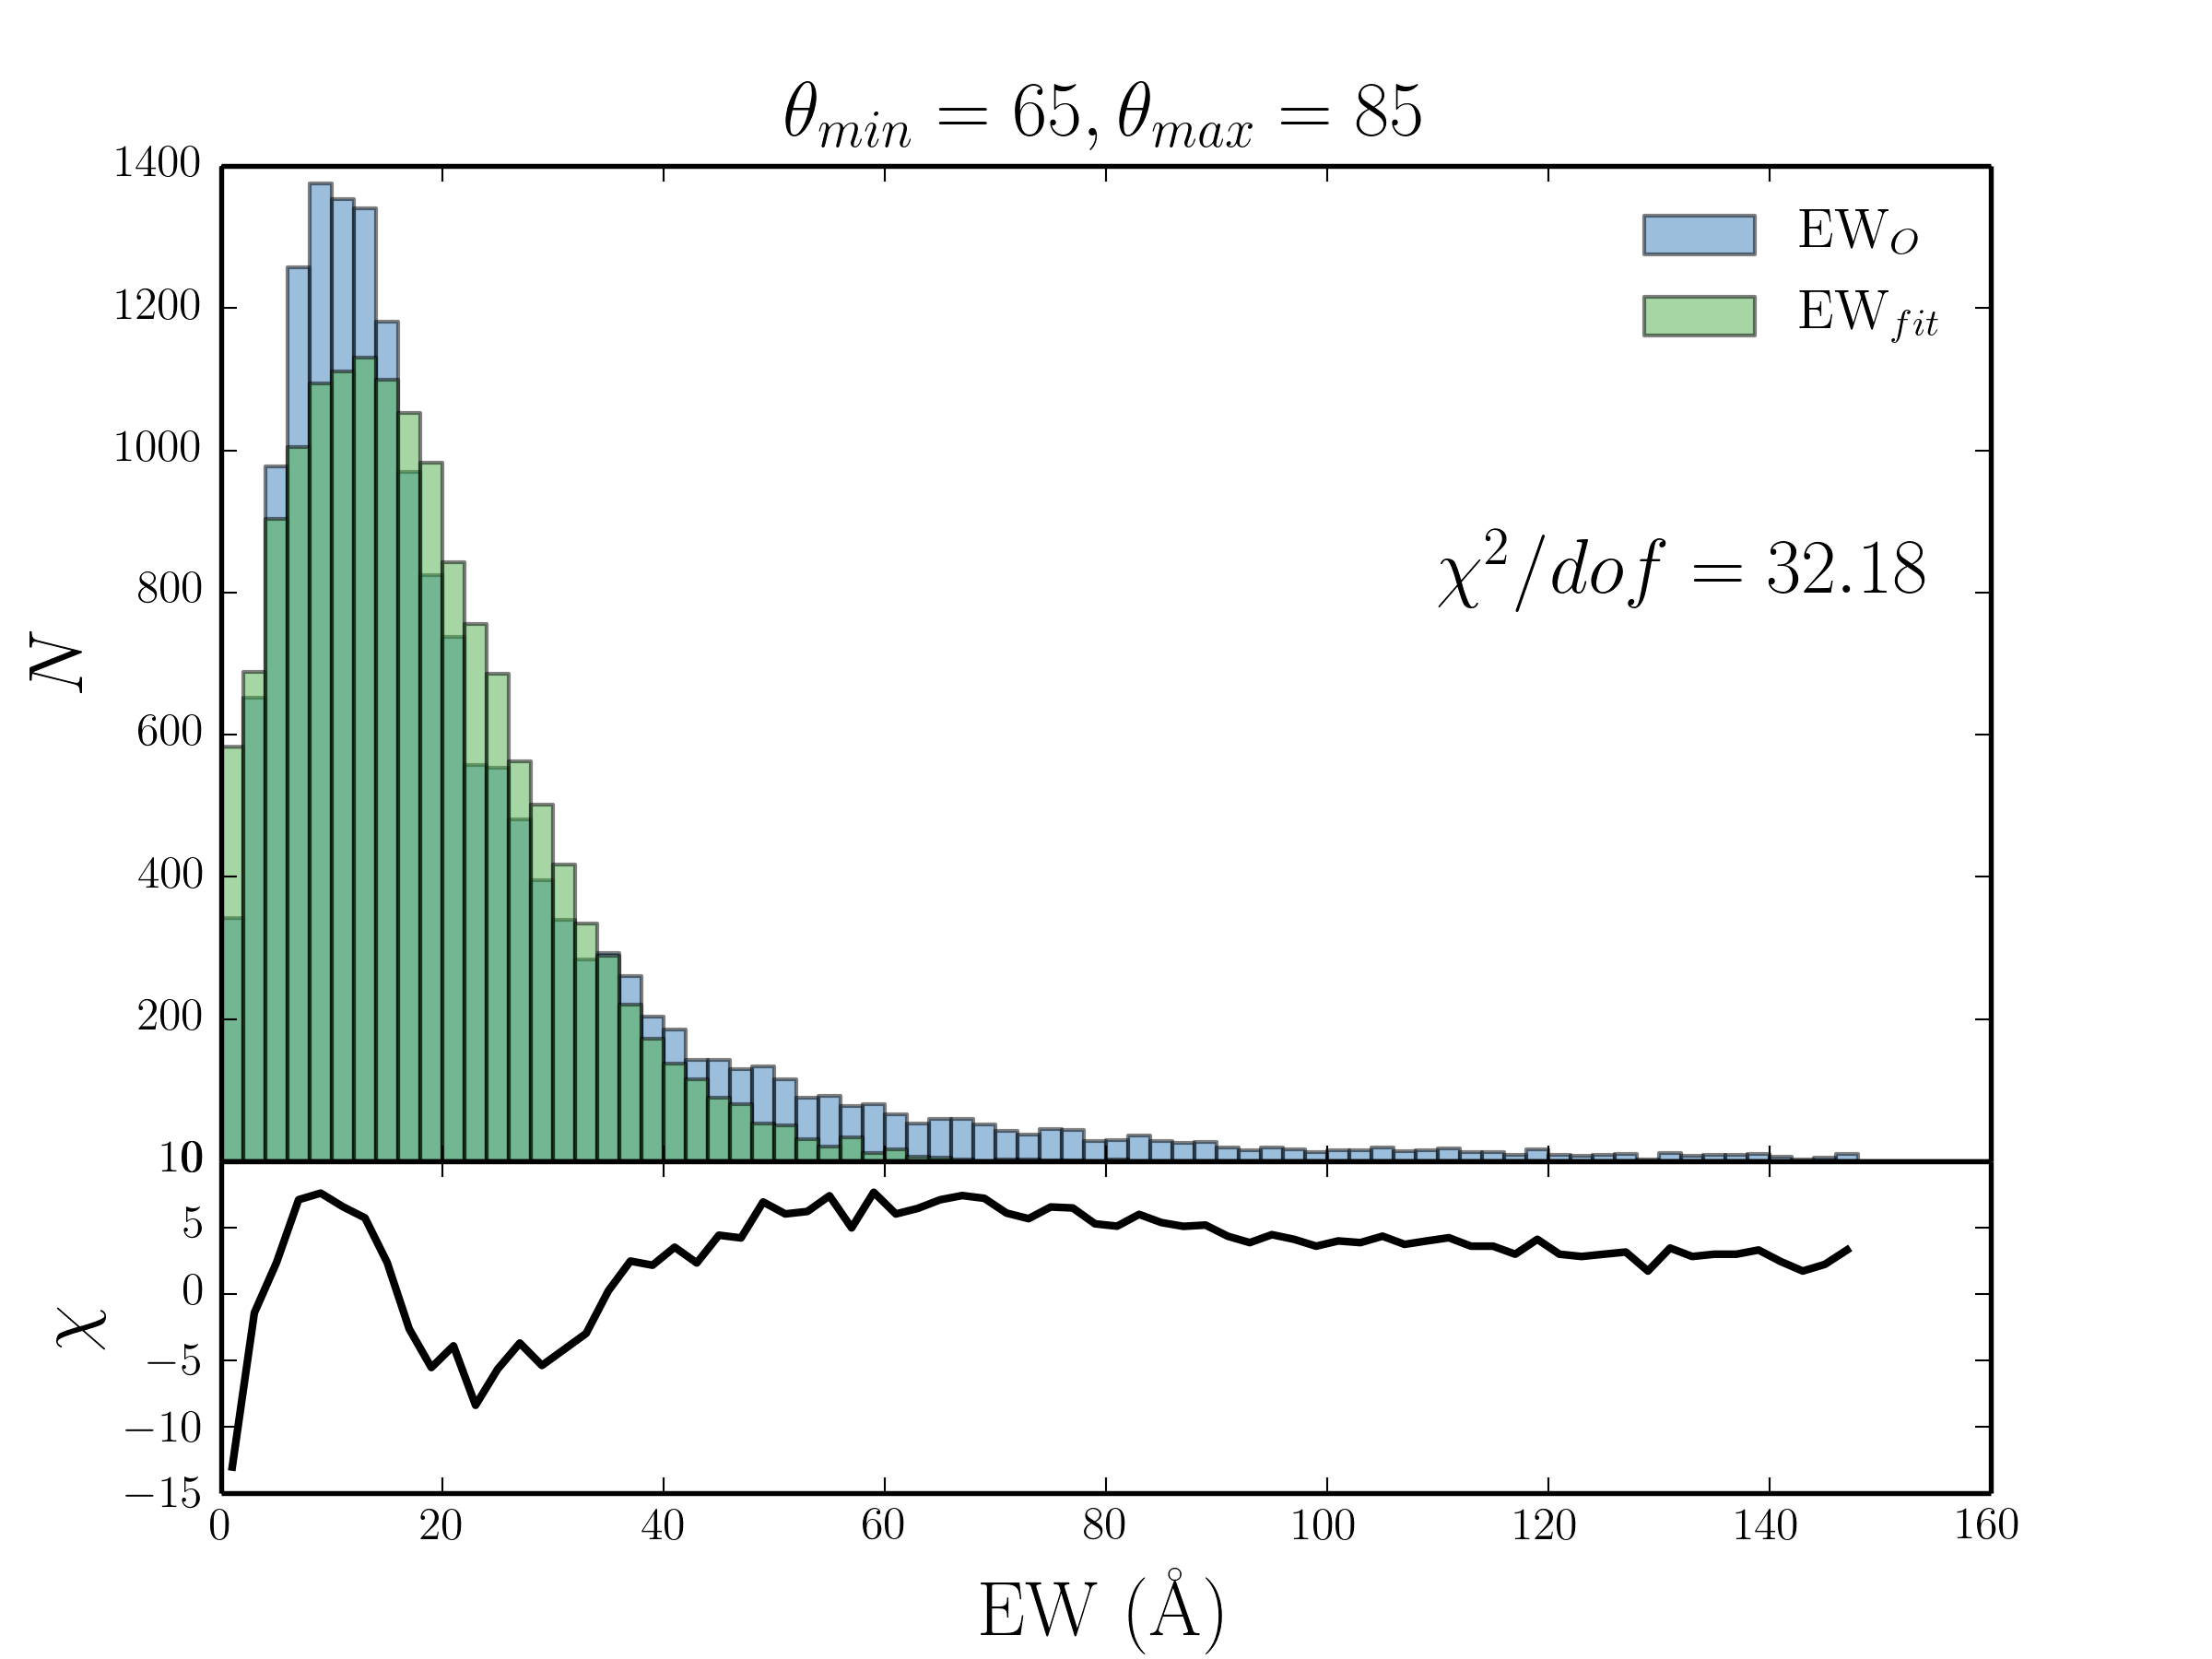 θmin = 65, θmax = 85
1400
1200
1000
800
600
400
200
10
5
0
−5
−10
−15
N
χ
EWO
EWfit
χ²/dof = 32.18
0 20 40 60 80 100 120 140 160
EW (Å)